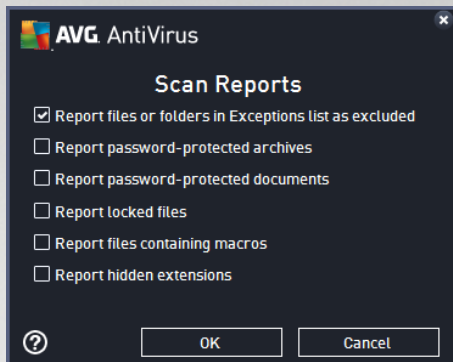 AVG. AntiVirus
Scan Reports
Report files or folders in Exceptions list as excluded
Report password-protected archives
Report password-protected documents
Report locked files
Report files containing macros
Report hidden extensions
?
OK
Cancel